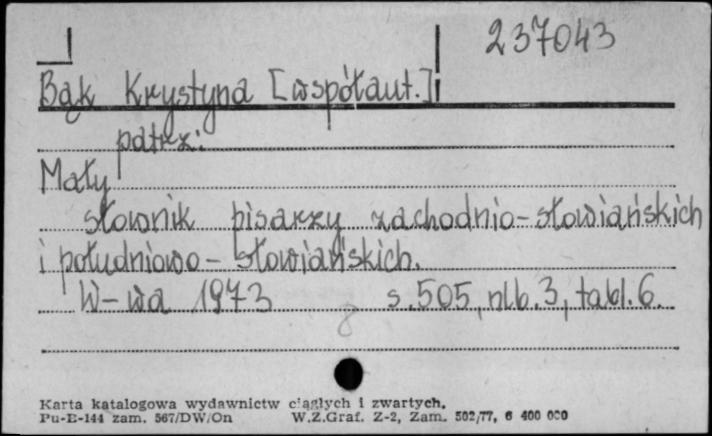 237043
Bąk Krystyna [współaut.]
patrz:
Mały
słownik pisarzy zachodnio-słowiańskich
i południowo-słowiańskich.
W-wa 1973 s.505, nlb.3, tabl.6.
8
Karta katalogowa wydawnictw ciągłych i zwartych.
Pu-E-144 zam. 567/DW/On W.Z.Graf. Z-2, Zam. 502/77, 6 400 000